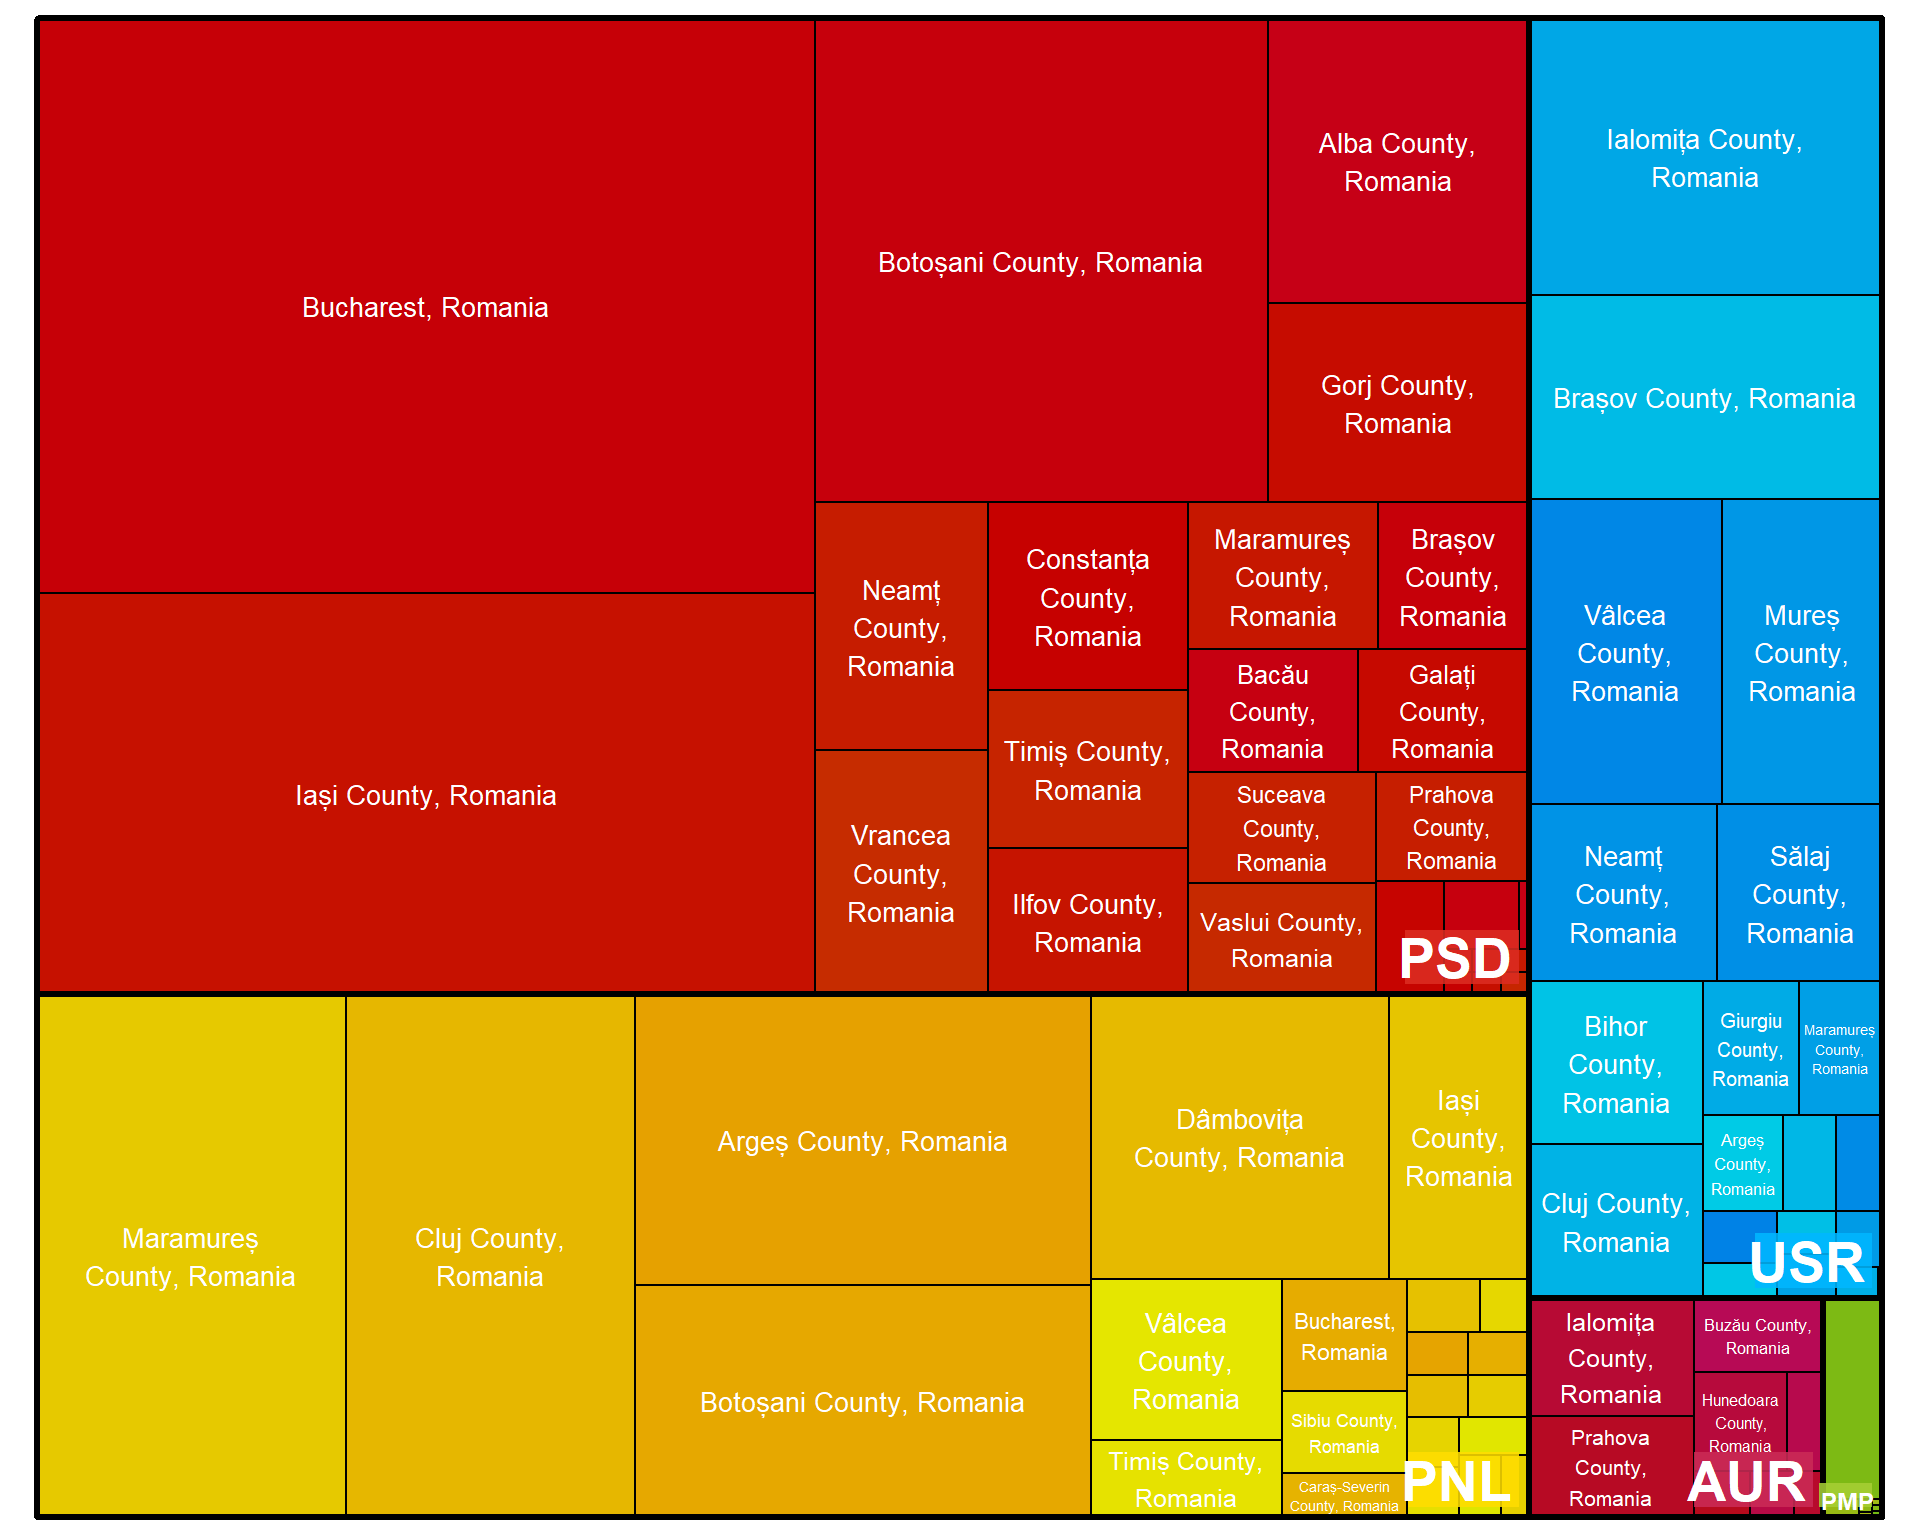 Bucharest, Romania
Iași County, Romania
Botoșani County, Romania
Alba County,
Romania
Gorj County,
Romania
Neamț
County,
Romania
Vrancea
County,
Romania
Constanța
County,
Romania
Timiș County,
Romania
Ilfov County,
Romania
Maramureș
County,
Romania
Brașov
County,
Romania
Bacău
County,
Romania
Galați
County,
Romania
Suceava
County,
Romania
Prahova
County,
Romania
Vaslui County,
Romania
PSD
Maramureș
County, Romania
Cluj County,
Romania
Argeș County, Romania
Botoșani County, Romania
Dâmbovița
County, Romania
Iași
County,
Romania
Vâlcea
County,
Romania
Timiș County,
Romania
Bucharest,
Romania
Sibiu County,
Romania
Caraș-Severin
County, Romania
PNL
Ialomița County,
Romania
Brașov County, Romania
Vâlcea
County,
Romania
Mureș
County,
Romania
Neamț
County,
Romania
Sălaj
County,
Romania
Bihor
County,
Romania
Giurgiu
County,
Romania
Maramureș
County,
Romania
Argeș
County,
Romania
Cluj County,
Romania
USR
Ialomița
County,
Romania
Prahova
County,
Romania
Buzău County,
Romania
Hunedoara
County,
Romania
AUR
PMP